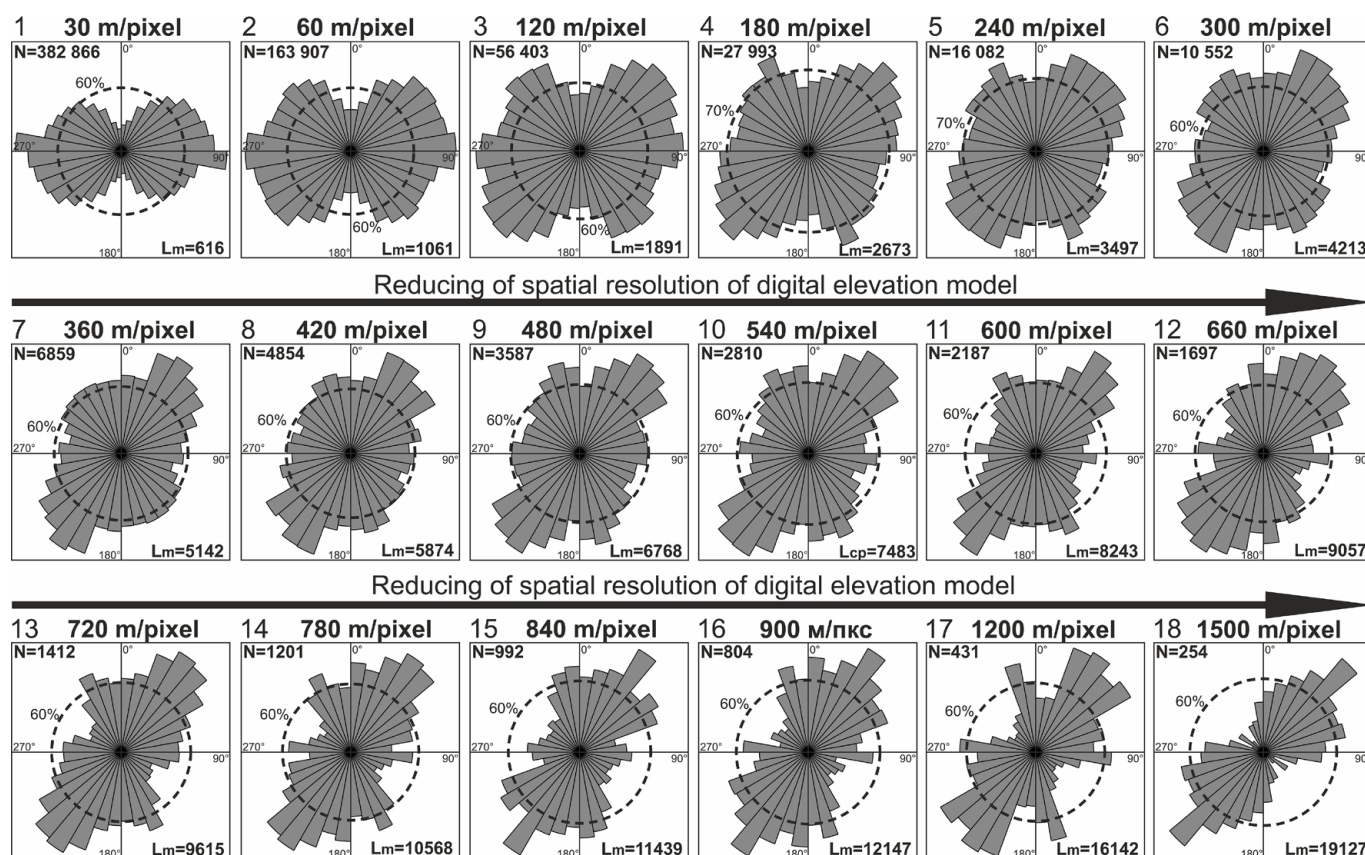 1 30 m/pixel 2 60 m/pixel 3 120 m/pixel 4 180 m/pixel 5 240 m/pixel 6 300 m/pixel
N=382 866 0° N=163 907 0° N=56 403 0° N=27 993 0° N=16 082 0° N=10 552 0°
60% 60% 60% 70% 70% 60%
270° 90° 270° 90° 270° 90° 270° 90° 270° 90° 270° 90°
180° Lm=616 180° Lm=1061 180° Lm=1891 180° Lm=2673 180° Lm=3497 180° Lm=4213
Reducing of spatial resolution of digital elevation model
7 360 m/pixel 8 420 m/pixel 9 480 m/pixel 10 540 m/pixel 11 600 m/pixel 12 660 m/pixel
N=6859 0° N=4854 0° N=3587 0° N=2810 0° N=2187 0° N=1697 0°
60% 60% 60% 60% 60% 60%
270° 90° 270° 90° 270° 90° 270° 90° 270° 90° 270° 90°
180° Lm=5142 180° Lm=5874 180° Lm=6768 180° Lcp=7483 180° Lm=8243 180° Lm=9057
Reducing of spatial resolution of digital elevation model
13 720 m/pixel 14 780 m/pixel 15 840 m/pixel 16 900 м/пкс 17 1200 m/pixel 18 1500 m/pixel
N=1412 0° N=1201 0° N=992 0° N=804 0° N=431 0° N=254 0°
60% 60% 60% 60% 60% 60%
270° 90° 270° 90° 270° 90° 270° 90° 270° 90° 270° 90°
180° Lm=9615 180° Lm=10568 180° Lm=11439 180° Lm=12147 180° Lm=16142 180° Lm=19127